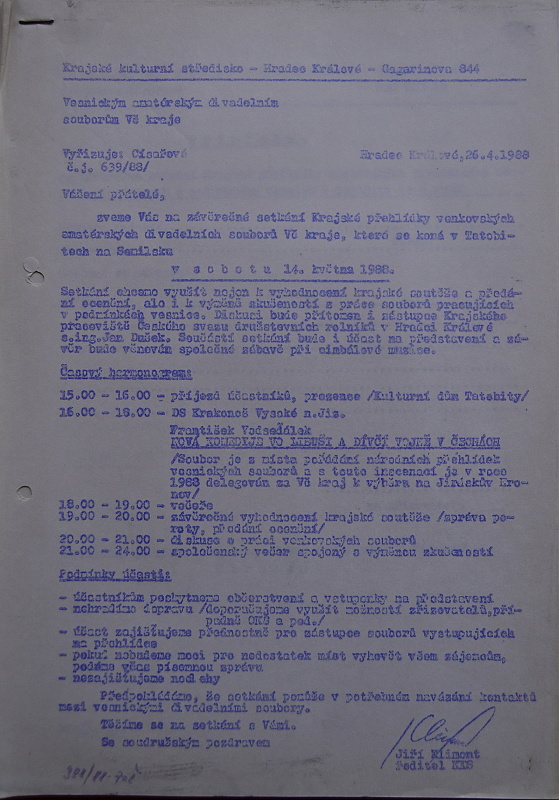 Krajské kulturní středisko - Hradec Králové - Gagarinova 844
Vesnickým amatérským divadelním
souborům Vč kraje
Vyřizuje: Císařová
č.j. 639/88/
Hradec Králové,26.4.1988
Vážení přátelé,
zveme Vás na závěrečné setkání Krajské přehlídky venkovských
amatérských divadelních souborů Vč kraje, která se koná v Tatobi-
tech na Semilsku
v sobotu 14. května 1988.
Setkání chceme využít nejen k vyhodnocení krajské soutěže a předá-
ní ocenění, ale i k výměně zkušeností z práce souborů pracujících
v podmínkách vesnice. Diskusi bude přítomen i zástupce Krajského
pracoviště Českého svazu družstevních rolníků v Hradci Králové
s.ing.Jan Dušek. Součástí setkání bude i účast na představení a zá-
věr bude věnován společné zábavě při cimbálové muzice.
Časový harmonogram:
15.00 - 16.00 - příjezd účastníků, presence /Kulturní dům Tatobity/
16.00 - 18.00 - DS Krakonoš Vysoké n.Jiz.
František Vodseďálek
NOVÁ KOMEDIJE VO LIBUŠI A DÍVČÍ VOJNĚ V ČECHÁCH
/Soubor je z místa pořádání národních přehlídek
vesnických souborů a s touto inscenací je v roce
1988 delegován za Vč kraj k výběru na Jiráskův Hro-
nov/
18.00 - 19.00 - večeře
19.00 - 20.00 - závěrečné vyhodnocení krajské soutěže /zpráva po-
roty, předání ocenění/
20.00 - 21.00 - diskuse o práci venkovských souborů
21.00 - 24.00 - společenský večer spojený s výměnou zkušeností
Podmínky účasti:
- účastníkům poskytneme občerstvení a vstupenky na představení
- nehradíme dopravu /doporučujeme využít možností zřizovatelů,pří-
padně OKS a pod./
- účast zajišťujeme přednostně pro zástupce souborů vystupujících
na přehlídce
- pokud nebudeme moci pro nedostatek míst vyhovět všem zájemcům,
podáme včas písemnou zprávu
- nezajišťujeme noclehy
Předpokládáme, že setkání pomůže v potřebném navázání kontaktů
mezi vesnickými divadelními soubory.
Těšíme se na setkání s Vámi.
Se soudružským pozdravem
Jiří Kliment
ředitel KKS